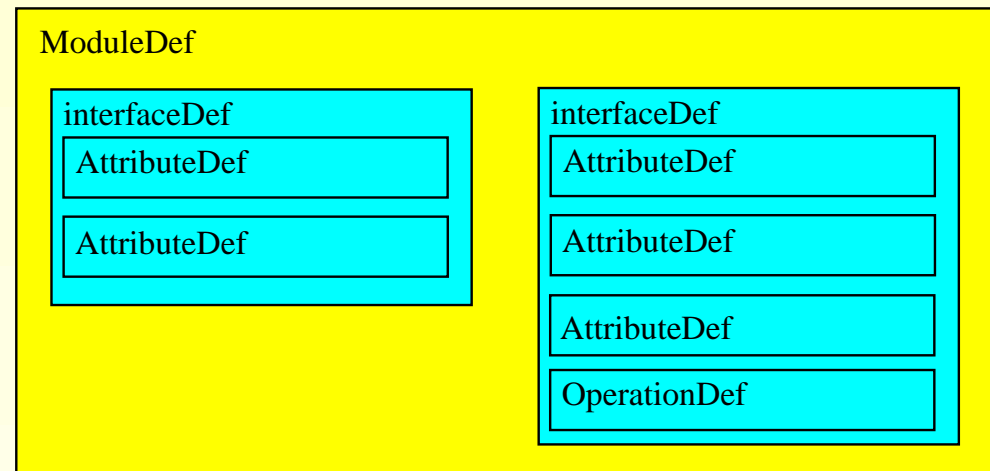 ModuleDef
interfaceDef
AttributeDef
AttributeDef
interfaceDef
AttributeDef
AttributeDef
AttributeDef
OperationDef